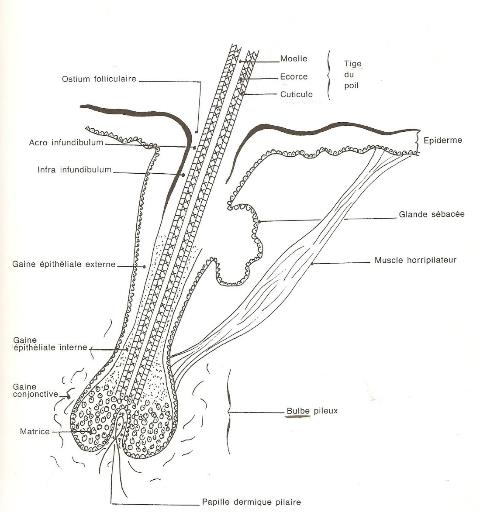 Moelle
Tige
du
poil
Ostium folliculaire
Ecorce
Cuticule
Acro infundibulum
Epiderme
Infra infundibulum
Glande sébacée
Gaine épithéliale externe
Muscle horripilateur
Gaine
épithéliale interne
Gaine
conjonctive
Bulbe pileux
Matrice
Papille dermique pilaire